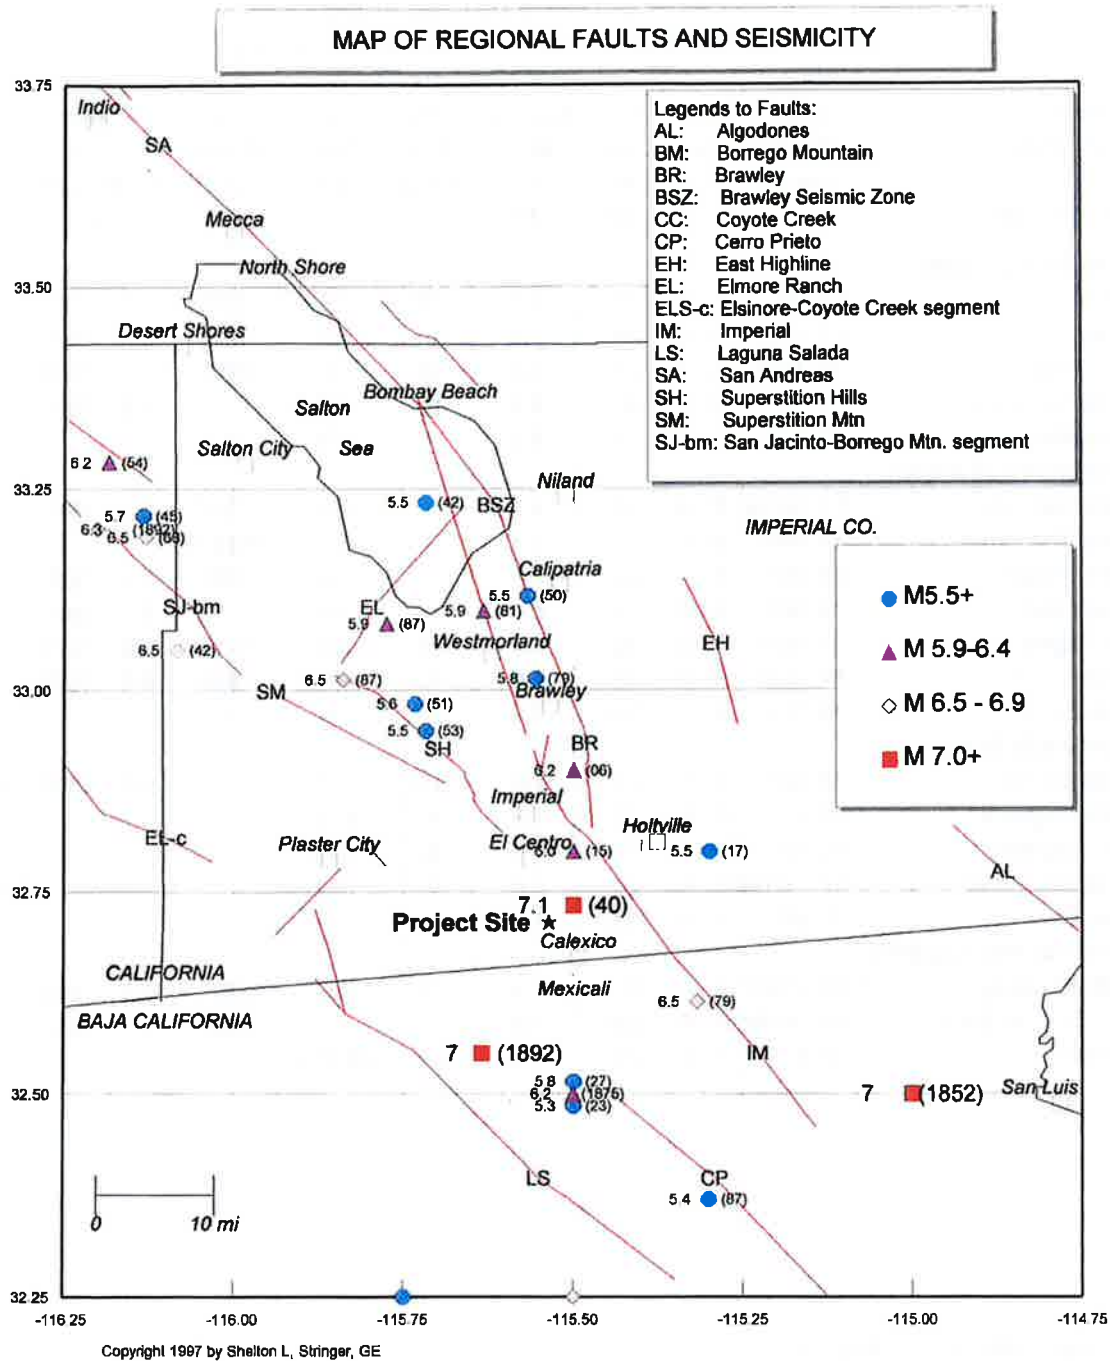 MAP OF REGIONAL FAULTS AND SEISMICITY
33.75
Indio
SA
Mecca
North Shore
33.50
Desert Shores
Bombay Beach
Salton
Sea
Salton City
Legends to Faults:
AL: Algodones
BM: Borrego Mountain
BR: Brawley
BSZ: Brawley Seismic Zone
CC: Coyote Creek
CP: Cerro Prieto
EH: East Highline
EL: Elmore Ranch
ELS-c: Elsinore-Coyote Creek segment
IM: Imperial
LS: Laguna Salada
SA: San Andreas
SH: Superstition Hills
SM: Superstition Mtn
SJ-bm: San Jacinto-Borrego Mtn. segment
6.2 (54)
33.25
5.5 (42)
BSZ
Niland
IMPERIAL CO.
5.7 (45)
6.3 (1892)
6.5 (68)
Calipatria
5.5 (50)
SJ-bm
EL
5.9 (87)
5.9 (81)
Westmorland
EH
M5.5+
M 5.9-6.4
M 6.5 - 6.9
M 7.0+
6.5 (42)
33.00
SM
6.5 (87)
5.8 (79)
Brawley
5.6 (51)
5.5 (53)
SH
BR
6.2 (06)
Imperial
El Centro
6.0 (15)
Holtville
5.5 (17)
EL-c
Plaster City
AL
32.75
7.1 (40)
Project Site
Calexico
CALIFORNIA
BAJA CALIFORNIA
Mexicali
6.5 (79)
IM
7 (1892)
5.8 (27)
6.2 (1875)
5.3 (23)
32.50
7 (1852)
San Luis
LS
CP
5.4 (87)
0 10 mi
32.25
-116.25 -116.00 -115.75 -115.50 -115.25 -115.00 -114.75
Copyright 1997 by Shelton L, Stringer, GE